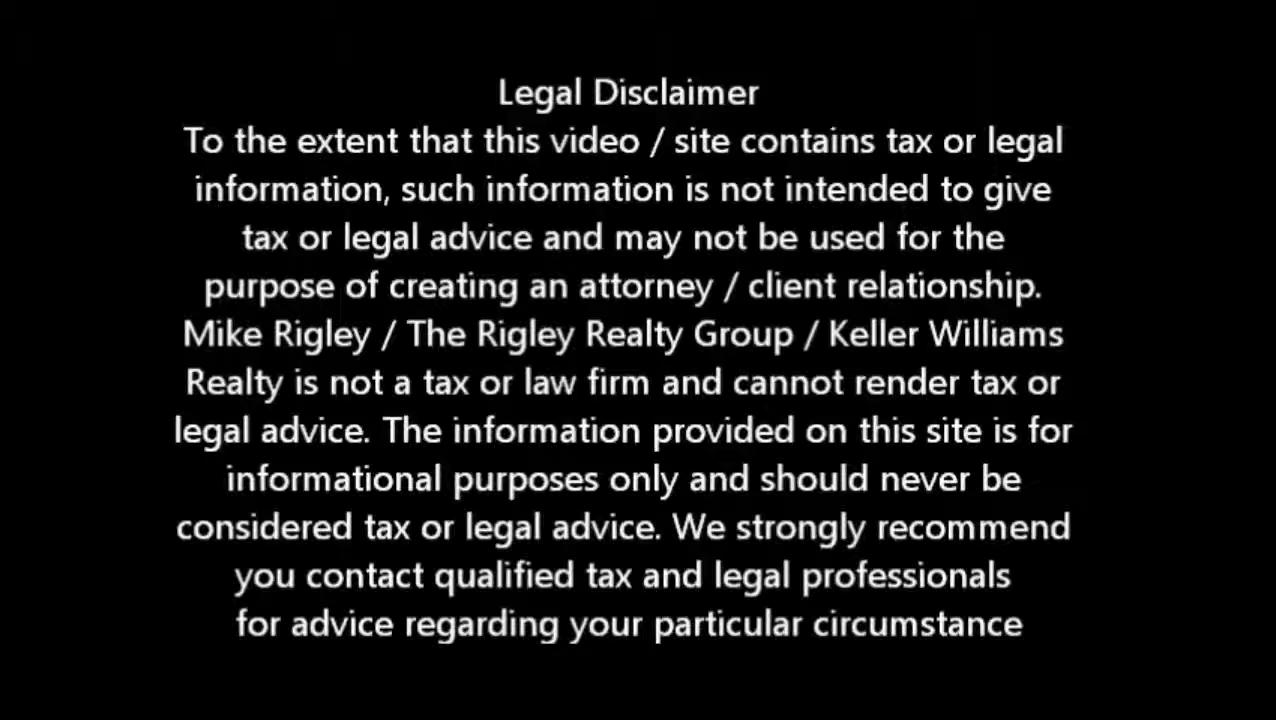 Legal Disclaimer
To the extent that this video / site contains tax or legal
information, such information is not intended to give
tax or legal advice and may not be used for the
purpose of creating an attorney / client relationship.
Mike Rigley / The Rigley Realty Group / Keller Williams
Realty is not a tax or law firm and cannot render tax or
legal advice. The information provided on this site is for
informational purposes only and should never be
considered tax or legal advice. We strongly recommend
you contact qualified tax and legal professionals
for advice regarding your particular circumstance